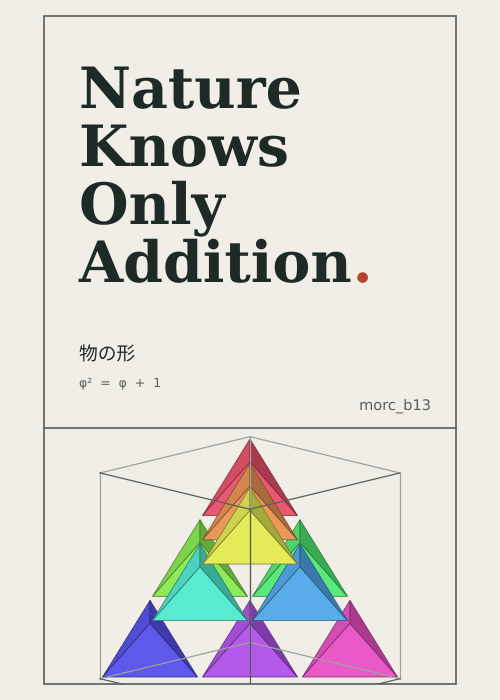 Nature
Knows
Only
Addition.
物の形
φ² = φ + 1
morc_b13